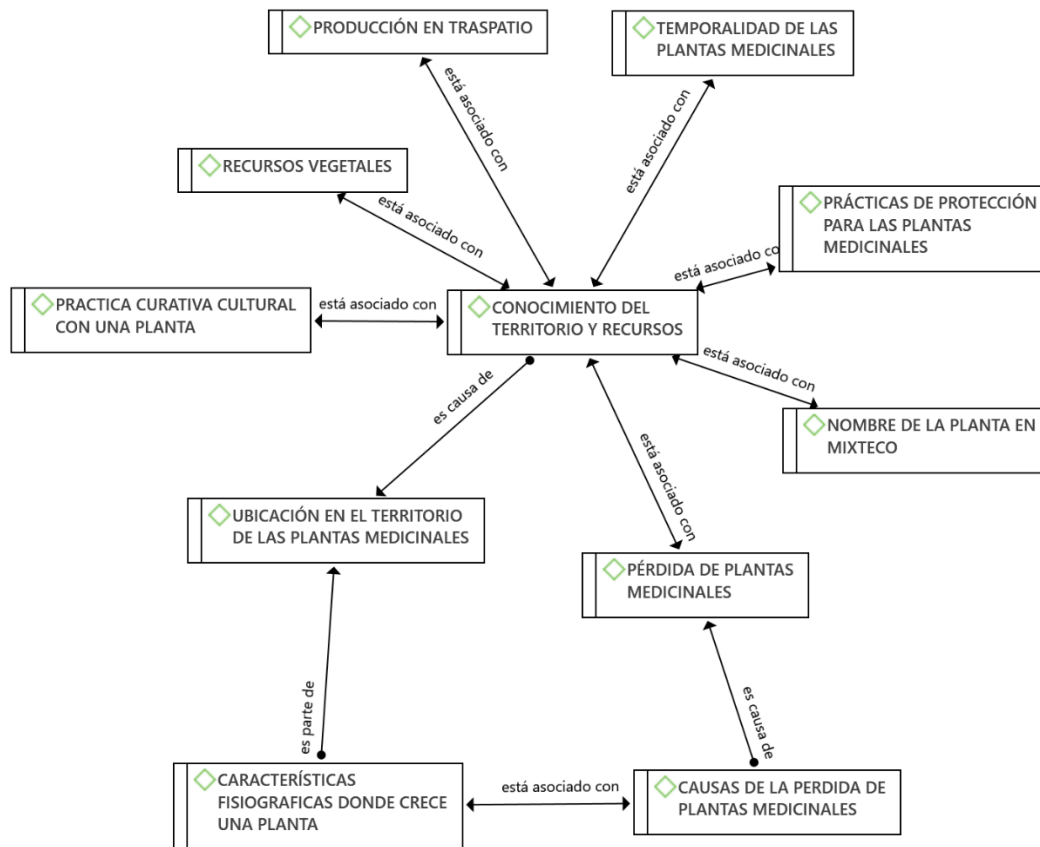 PRODUCCIÓN EN TRASPATIO
TEMPORALIDAD DE LAS
PLANTAS MEDICINALES
está asociado con
está asociado con
RECURSOS VEGETALES
está asociado con
PRÁCTICAS DE PROTECCIÓN
PARA LAS PLANTAS
MEDICINALES
está asociado co
PRACTICA CURATIVA CULTURAL
CON UNA PLANTA
está asociado con
CONOCIMIENTO DEL
TERRITORIO Y RECURSOS
está asociado con
es causa de
NOMBRE DE LA PLANTA EN
MIXTECO
está asociado con
UBICACIÓN EN EL TERRITORIO
DE LAS PLANTAS MEDICINALES
PÉRDIDA DE PLANTAS
MEDICINALES
es parte de
es causa de
CARACTERÍSTICAS
FISIOGRAFICAS DONDE CRECE
UNA PLANTA
está asociado con
CAUSAS DE LA PERDIDA DE
PLANTAS MEDICINALES